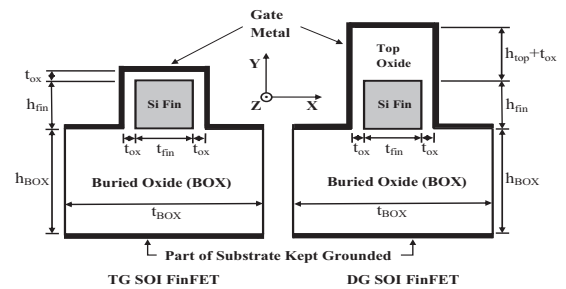 Gate
Metal
t_ox
h_fin
h_BOX
Si Fin
t_ox t_fin t_ox
Buried Oxide (BOX)
t_BOX
Y
Z X
Top
Oxide
Si Fin
t_ox t_fin t_ox
Buried Oxide (BOX)
t_BOX
h_top+t_ox
h_fin
h_BOX
Part of Substrate Kept Grounded
TG SOI FinFET
DG SOI FinFET